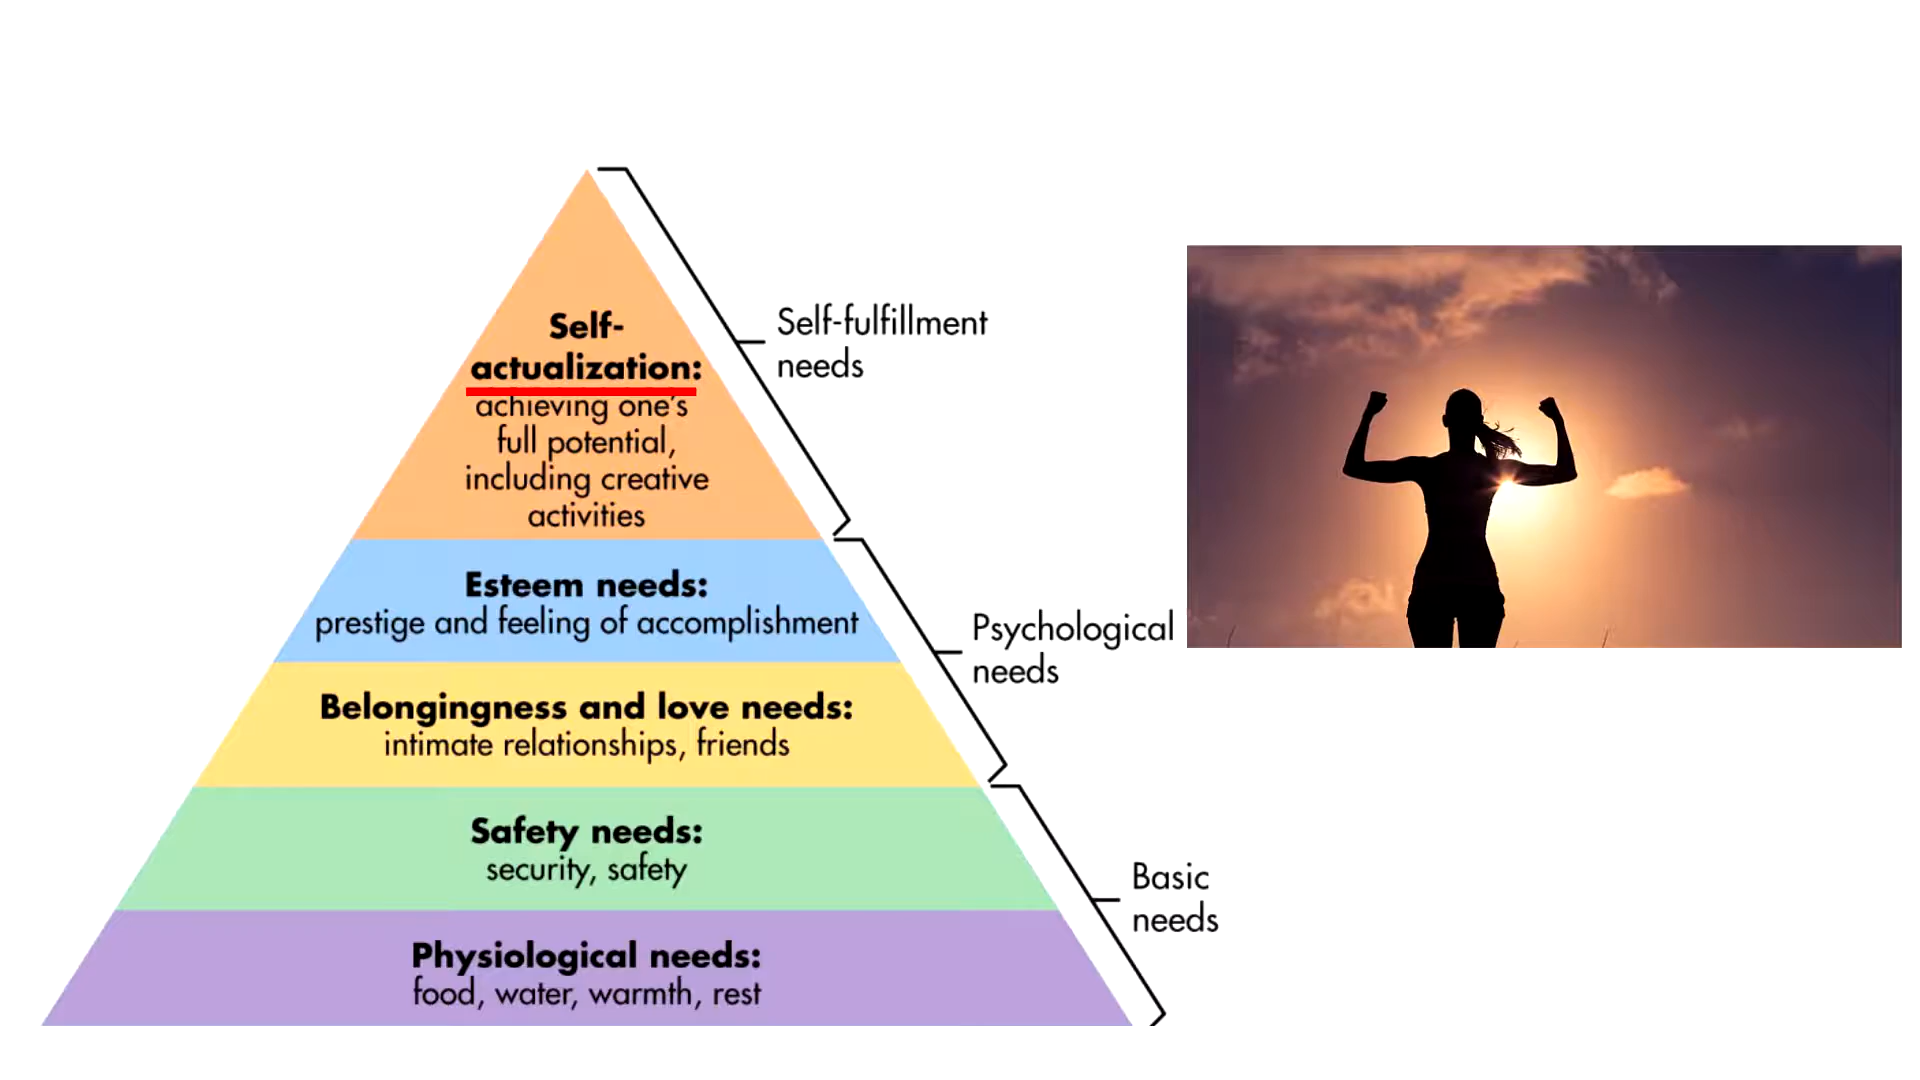 Self-
actualization:
achieving one's
full potential,
including creative
activities
Self-fulfillment
needs
Esteem needs:
prestige and feeling of accomplishment
Psychological
needs
Belongingness and love needs:
intimate relationships, friends
Safety needs:
security, safety
Basic
needs
Physiological needs:
food, water, warmth, rest